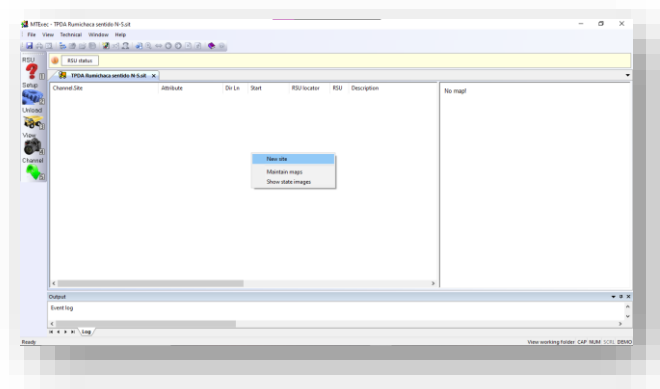 MTExec - TPDA Rumichaca sentido N-S.sit
File View Technical Window Help
RSU
RSU status
TPDA Rumichaca sentido N-S.sit x
Setup
Unload
View
Channel
Channel.Site Attribute Dir Ln Start RSU locator RSU Description
No map!
New site
Maintain maps
Show state images
Output
Event log
Log
Ready
View working folder CAP NUM SCRL DEMO